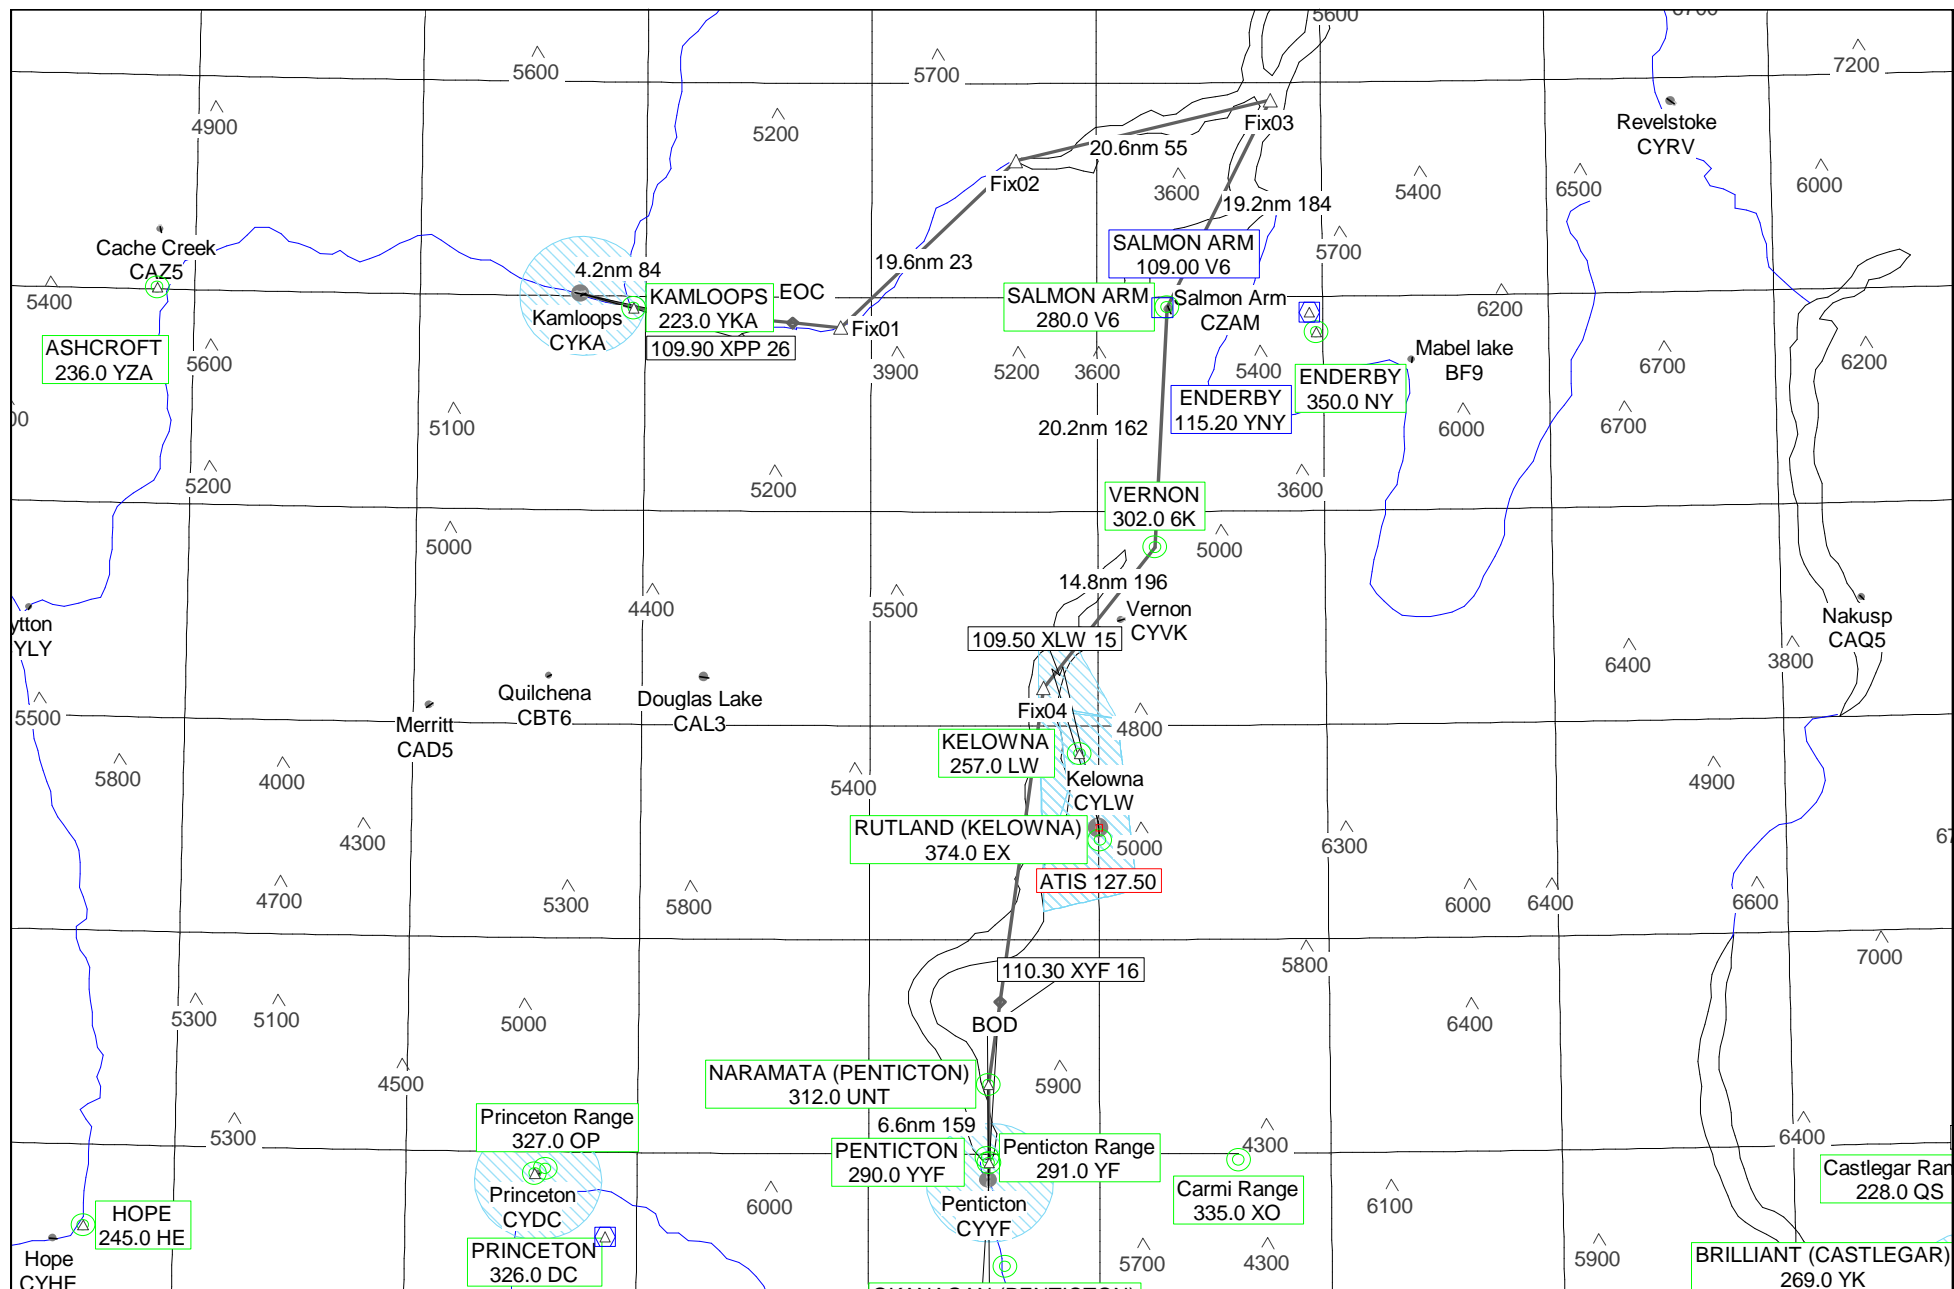 5600
5700
5600
7200
4900
5200
Revelstoke
CYRV
Fix03
20.6nm 55
Fix02
3600
5400
6500
6000
19.2nm 184
Cache Creek
CAZ5
5400
4.2nm 84
19.6nm 23
SALMON ARM
109.00 V6
5700
KAMLOOPS
223.0 YKA
EOC
SALMON ARM
280.0 V6
Salmon Arm
CZAM
6200
Kamloops
CYKA
Fix01
109.90 XPP 26
ASHCROFT
236.0 YZA
5600
3900
5200
3600
5400
Mabel lake
BF9
6700
6200
ENDERBY
350.0 NY
ENDERBY
115.20 YNY
5100
20.2nm 162
6000
6700
5200
5200
3600
VERNON
302.0 6K
5000
5000
14.8nm 196
4400
5500
Vernon
CYVK
Nakusp
CAQ5
ytton
YLY
109.50 XLW 15
6400
3800
Quilchena
CBT6
Douglas Lake
CAL3
5500
Merritt
CAD5
Fix04
4800
KELOWNA
257.0 LW
5800
4000
5400
Kelowna
CYLW
4900
4300
RUTLAND (KELOWNA)
374.0 EX
5000
6300
ATIS 127.50
4700
5300
5800
6000
6400
6600
7000
5800
110.30 XYF 16
5300
5100
5000
BOD
6400
4500
NARAMATA (PENTICTON)
312.0 UNT
5900
Princeton Range
327.0 OP
6.6nm 159
5300
PENTICTON
290.0 YYF
Penticton Range
291.0 YF
4300
6400
Castlegar Ran
228.0 QS
Princeton
CYDC
6000
Penticton
CYYF
Carmi Range
335.0 XO
6100
HOPE
245.0 HE
Hope
CYHE
PRINCETON
326.0 DC
5700
4300
5900
BRILLIANT (CASTLEGAR)
269.0 YK